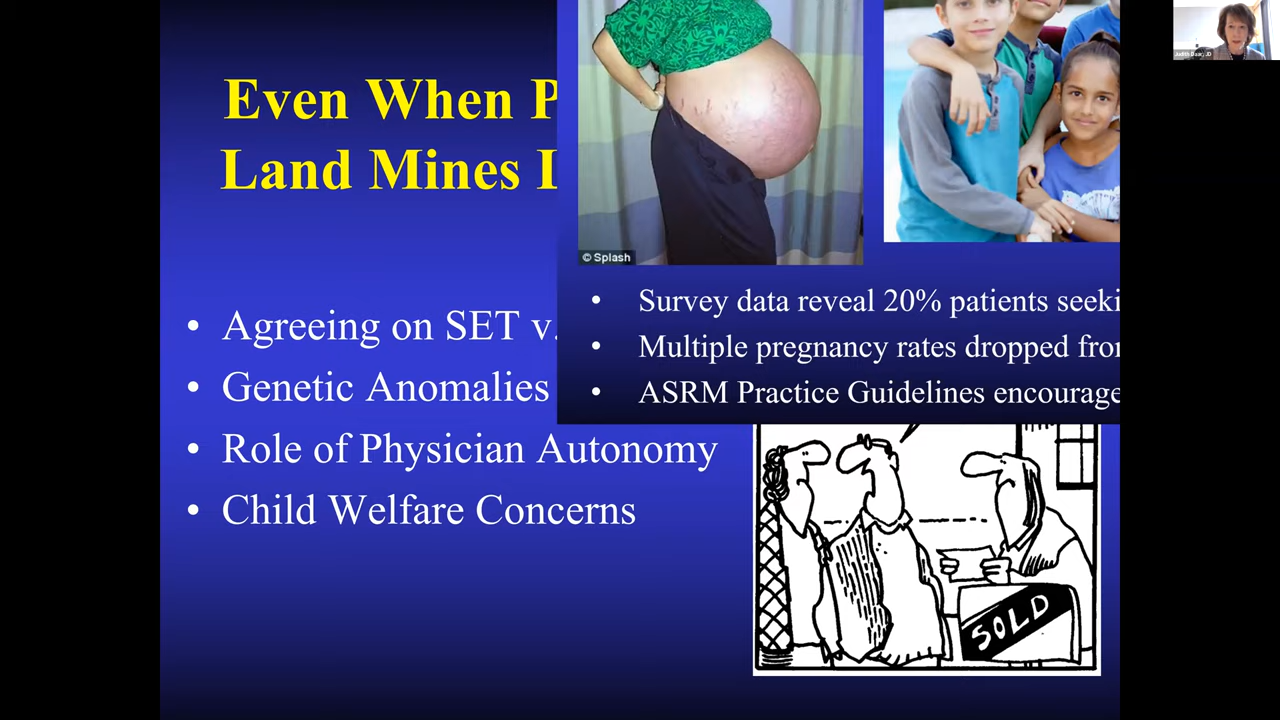 Even When P
Land Mines I
• Agreeing on SET v.
• Genetic Anomalies
• Role of Physician Autonomy
• Child Welfare Concerns
© Splash
• Survey data reveal 20% patients seeki
• Multiple pregnancy rates dropped fro
• ASRM Practice Guidelines encourage
SOLD